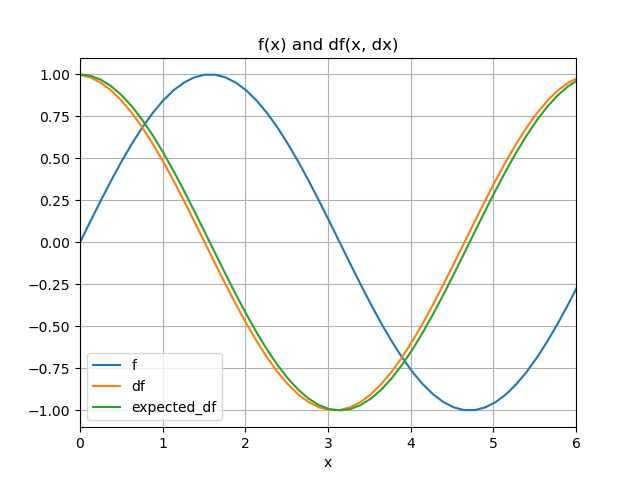 f(x) and df(x, dx)
1.00
0.75
0.50
0.25
0.00
−0.25
−0.50
−0.75
−1.00
f
df
expected_df
0 1 2 3 4 5 6
x